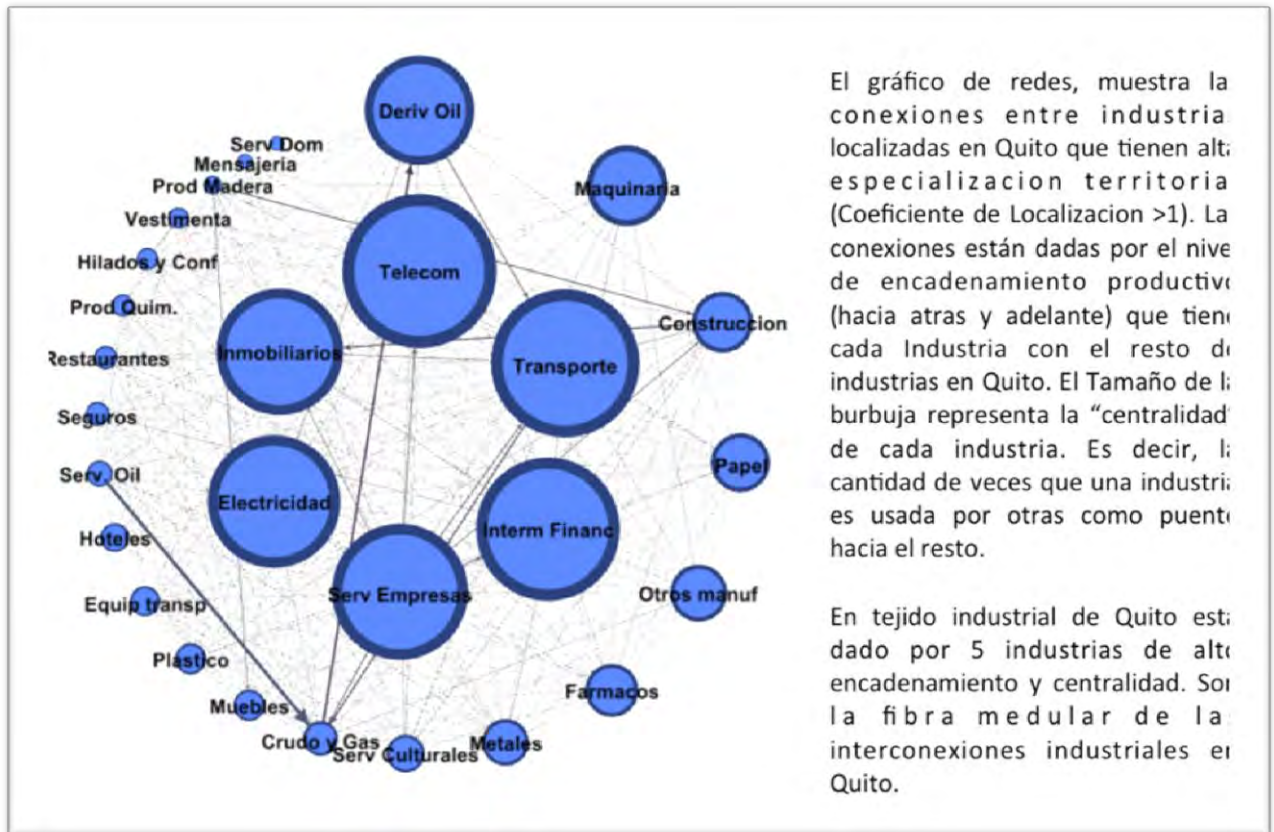 Deriv Oil
Serv Dom
Mensajeria
Prod Madera
Maquinaria
Vestimenta
Hilados y Conf
Telecom
Prod Quim.
Construccion
Restaurantes
Inmobiliarios
Transporte
Seguros
Papel
Serv. Oil
Electricidad
Interm Financ
Hoteles
Serv Empresas
Otros manuf
Equip transp
Plastico
Farmacos
Muebles
Crudo y Gas
Serv Culturales
Metales
El gráfico de redes, muestra la
conexiones entre industria
localizadas en Quito que tienen alta
especializacion territoria
(Coeficiente de Localizacion >1). La
conexiones están dadas por el nive
de encadenamiento productivo
(hacia atras y adelante) que tiene
cada Industria con el resto de
industrias en Quito. El Tamaño de la
burbuja representa la “centralidad”
de cada industria. Es decir, la
cantidad de veces que una industria
es usada por otras como puente
hacia el resto.
En tejido industrial de Quito está
dado por 5 industrias de alto
encadenamiento y centralidad. Son
la fibra medular de la
interconexiones industriales en
Quito.